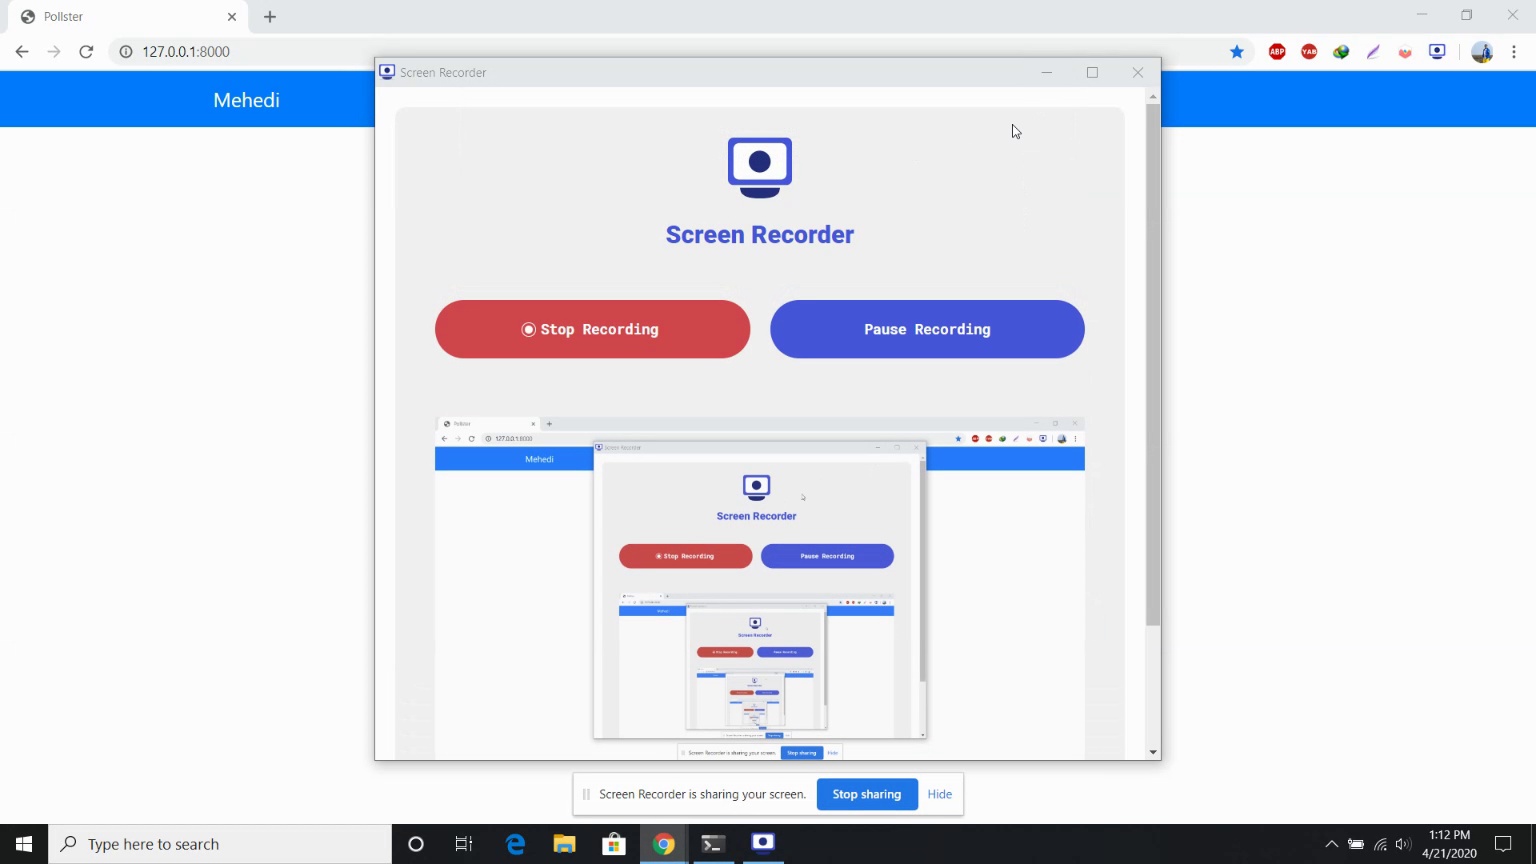 Pollster
127.0.0.1:8000
ABP
YAB
Mehedi
Screen Recorder
Screen Recorder
Stop Recording
Pause Recording
Pollster
127.0.0.1:8000
Mehedi
Screen Recorder
Screen Recorder
Stop Recording
Pause Recording
Screen Recorder
Stop Recording
Pause Recording
Screen Recorder is sharing your screen.
Stop sharing
Hide
Screen Recorder is sharing your screen.
Stop sharing
Hide
Type here to search
1:12 PM
4/21/2020